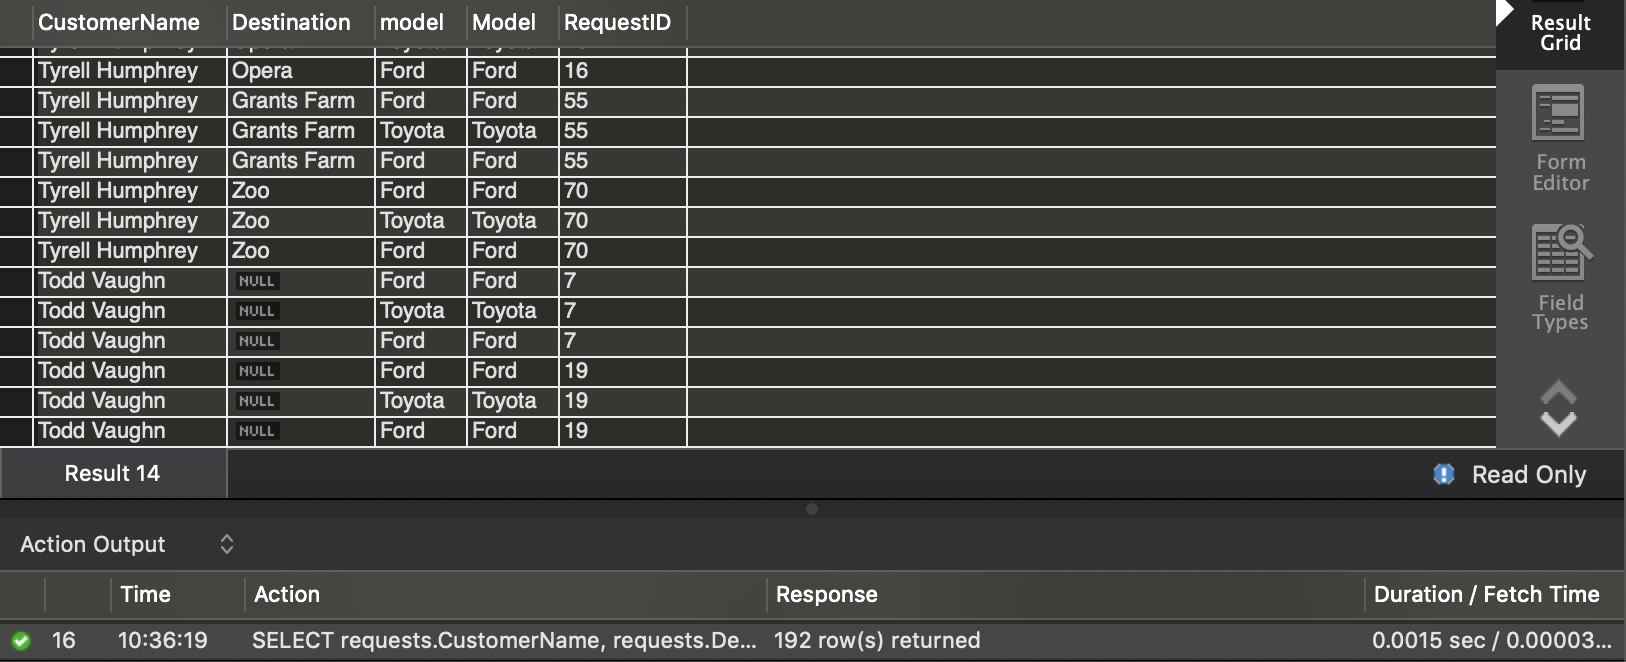 CustomerName Destination model Model RequestID
Tyrell Humphrey Opera Ford Ford 16
Tyrell Humphrey Grants Farm Ford Ford 55
Tyrell Humphrey Grants Farm Toyota Toyota 55
Tyrell Humphrey Grants Farm Ford Ford 55
Tyrell Humphrey Zoo Ford Ford 70
Tyrell Humphrey Zoo Toyota Toyota 70
Tyrell Humphrey Zoo Ford Ford 70
Todd Vaughn NULL Ford Ford 7
Todd Vaughn NULL Toyota Toyota 7
Todd Vaughn NULL Ford Ford 7
Todd Vaughn NULL Ford Ford 19
Todd Vaughn NULL Toyota Toyota 19
Todd Vaughn NULL Ford Ford 19
Result
Grid
Form
Editor
Field
Types
Result 14
Read Only
Action Output
Time Action Response Duration / Fetch Time
16 10:36:19 SELECT requests.CustomerName, requests.De... 192 row(s) returned 0.0015 sec / 0.00003...